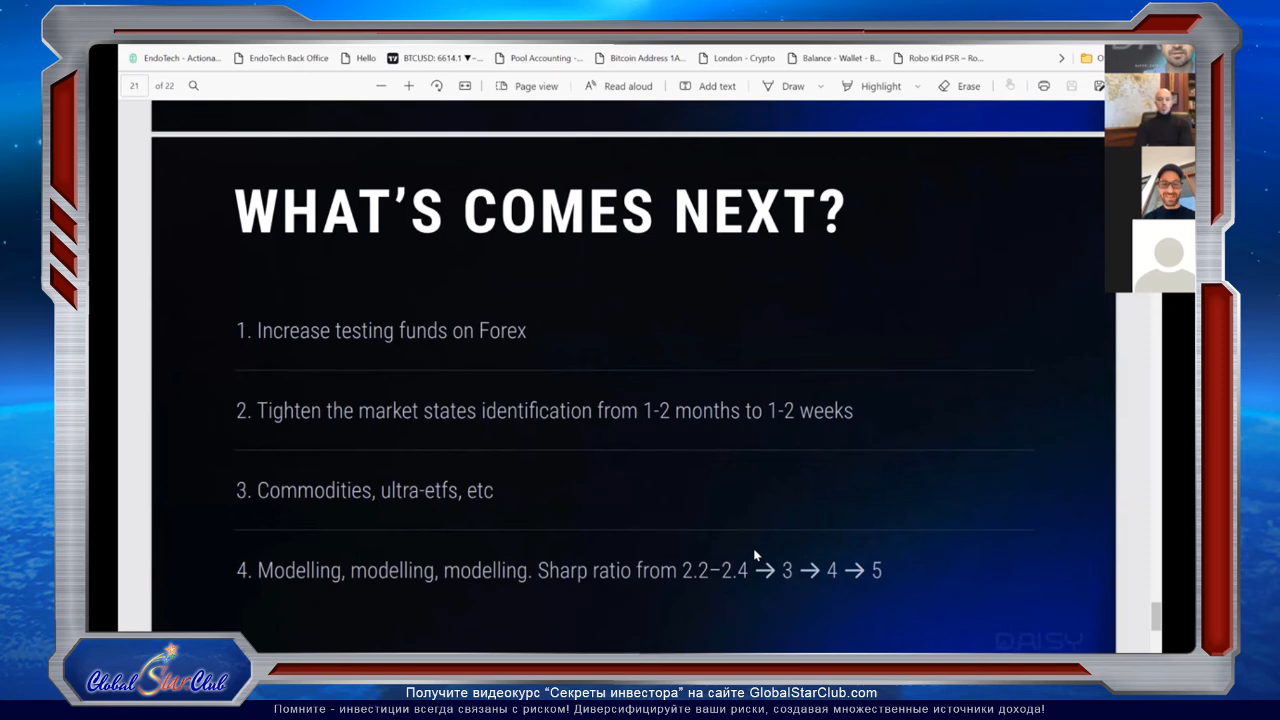 EndoTech - Actiona...
EndoTech Back Office
Hello
BTCUSD: 6614.1 ▼ −...
Pool Accounting -...
Bitcoin Address 1A...
London - Crypto
Balance - Wallet - B...
Robo Kid PSR – Ro...
21 of 22
Page view
Read aloud
Add text
Draw
Highlight
Erase
WHAT’S COMES NEXT?
1. Increase testing funds on Forex
2. Tighten the market states identification from 1-2 months to 1-2 weeks
3. Commodities, ultra-etfs, etc
4. Modelling, modelling, modelling. Sharp ratio from 2.2–2.4 → 3 → 4 → 5
DAISY
Global Star Club
Получите видеокурс “Секреты инвестора” на сайте GlobalStarClub.com
Помните - инвестиции всегда связаны с риском! Диверсифицируйте ваши риски, создавая множественные источники дохода!